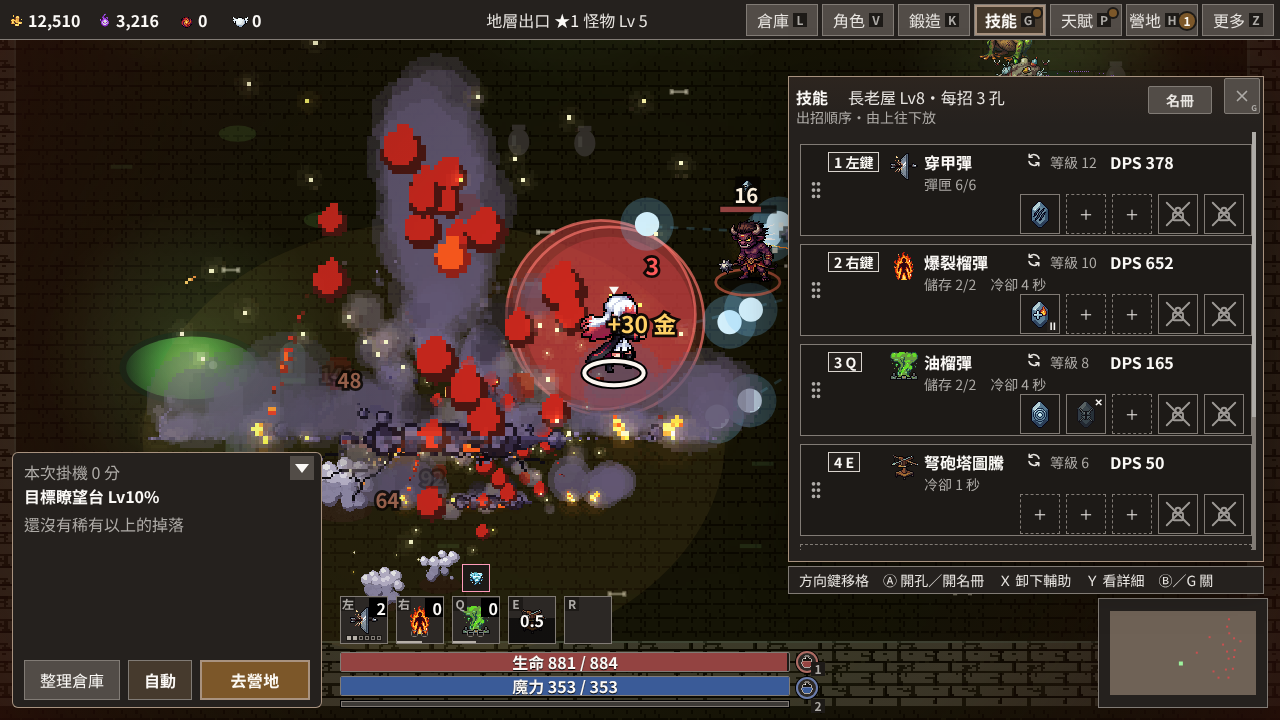 12,510 3,216 0 0
地層出口 ★1 怪物 Lv 5
倉庫 L 角色 V 鍛造 K 技能 G 天賦 P 營地 H 1 更多 Z
技能 長老屋 Lv8・每招 3 孔
出招順序・由上往下放
名冊
G
1 左鍵 穿甲彈 等級 12 DPS 378
彈匣 6/6
+ +
2 右鍵 爆裂榴彈 等級 10 DPS 652
儲存 2/2 冷卻 4 秒
+ +
3 Q 油榴彈 等級 8 DPS 165
儲存 2/2 冷卻 4 秒
+
4 E 弩砲塔圖騰 等級 6 DPS 50
冷卻 1 秒
+ + +
方向鍵移格 Ⓐ 開孔／開名冊 X 卸下輔助 Y 看詳細 Ⓑ／G 關
16
3
+30 金
48
92
64
本次掛機 0 分
目標瞭望台 Lv10%
還沒有稀有以上的掉落
整理倉庫 自動 去營地
左 2 右 0 Q 0 E 0.5 R
生命 881 / 884
1
魔力 353 / 353
2